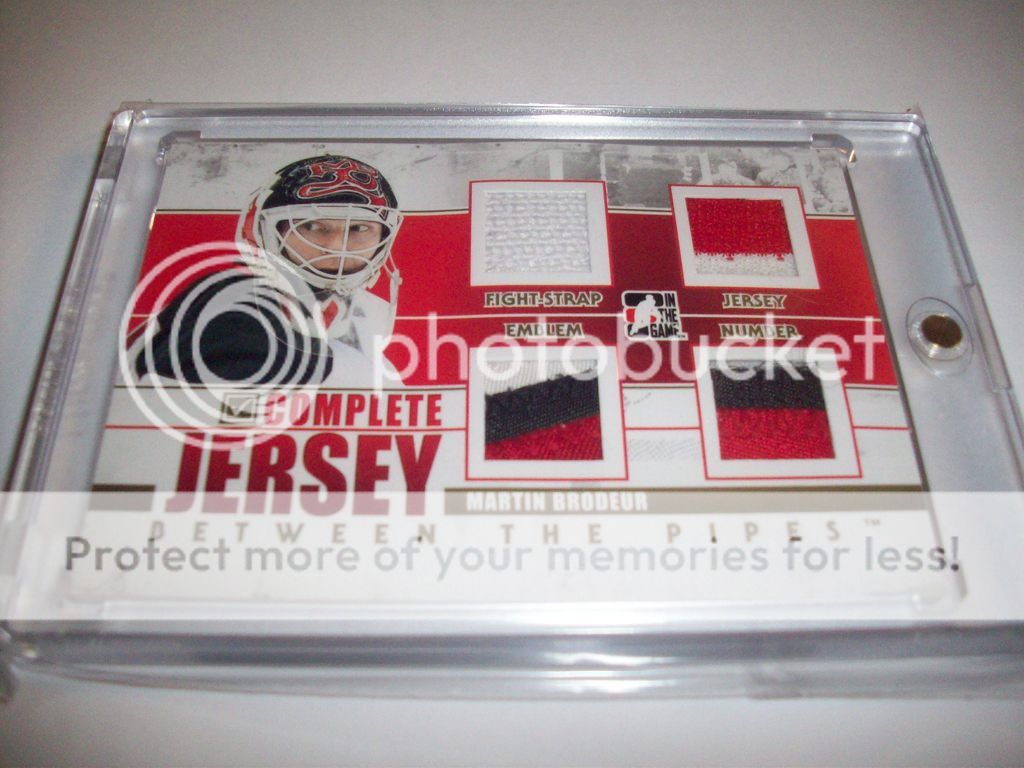 FIGHT-STRAP
JERSEY
IN
THE
GAME
EMBLEM
NUMBER
photobucket
COMPLETE
JERSEY
MARTIN BRODEUR
BETWEEN THE PIPES™
Protect more of your memories for less!